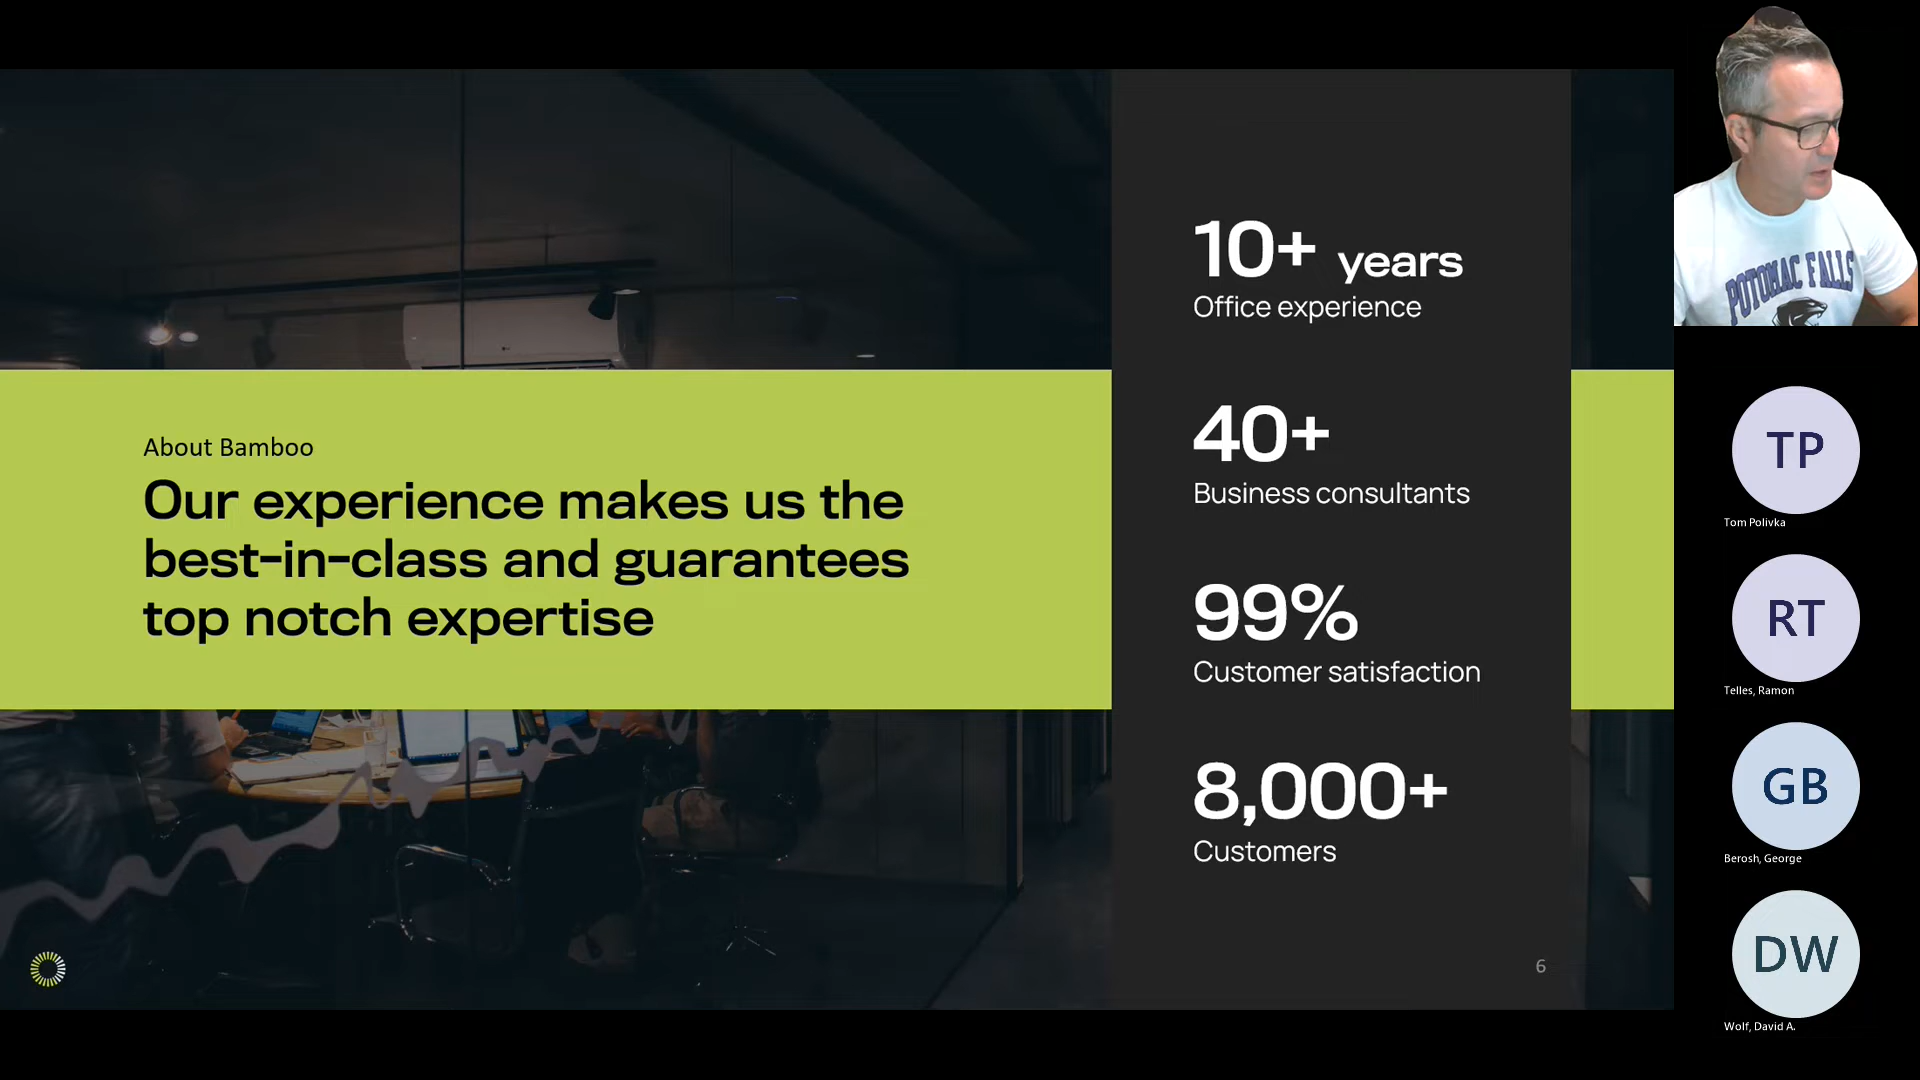 About Bamboo
Our experience makes us the
best-in-class and guarantees
top notch expertise
10+ years
Office experience
40+
Business consultants
99%
Customer satisfaction
8,000+
Customers
6
POTOMAC FALLS
TP
Tom Polivka
RT
Telles, Ramon
GB
Berosh, George
DW
Wolf, David A.